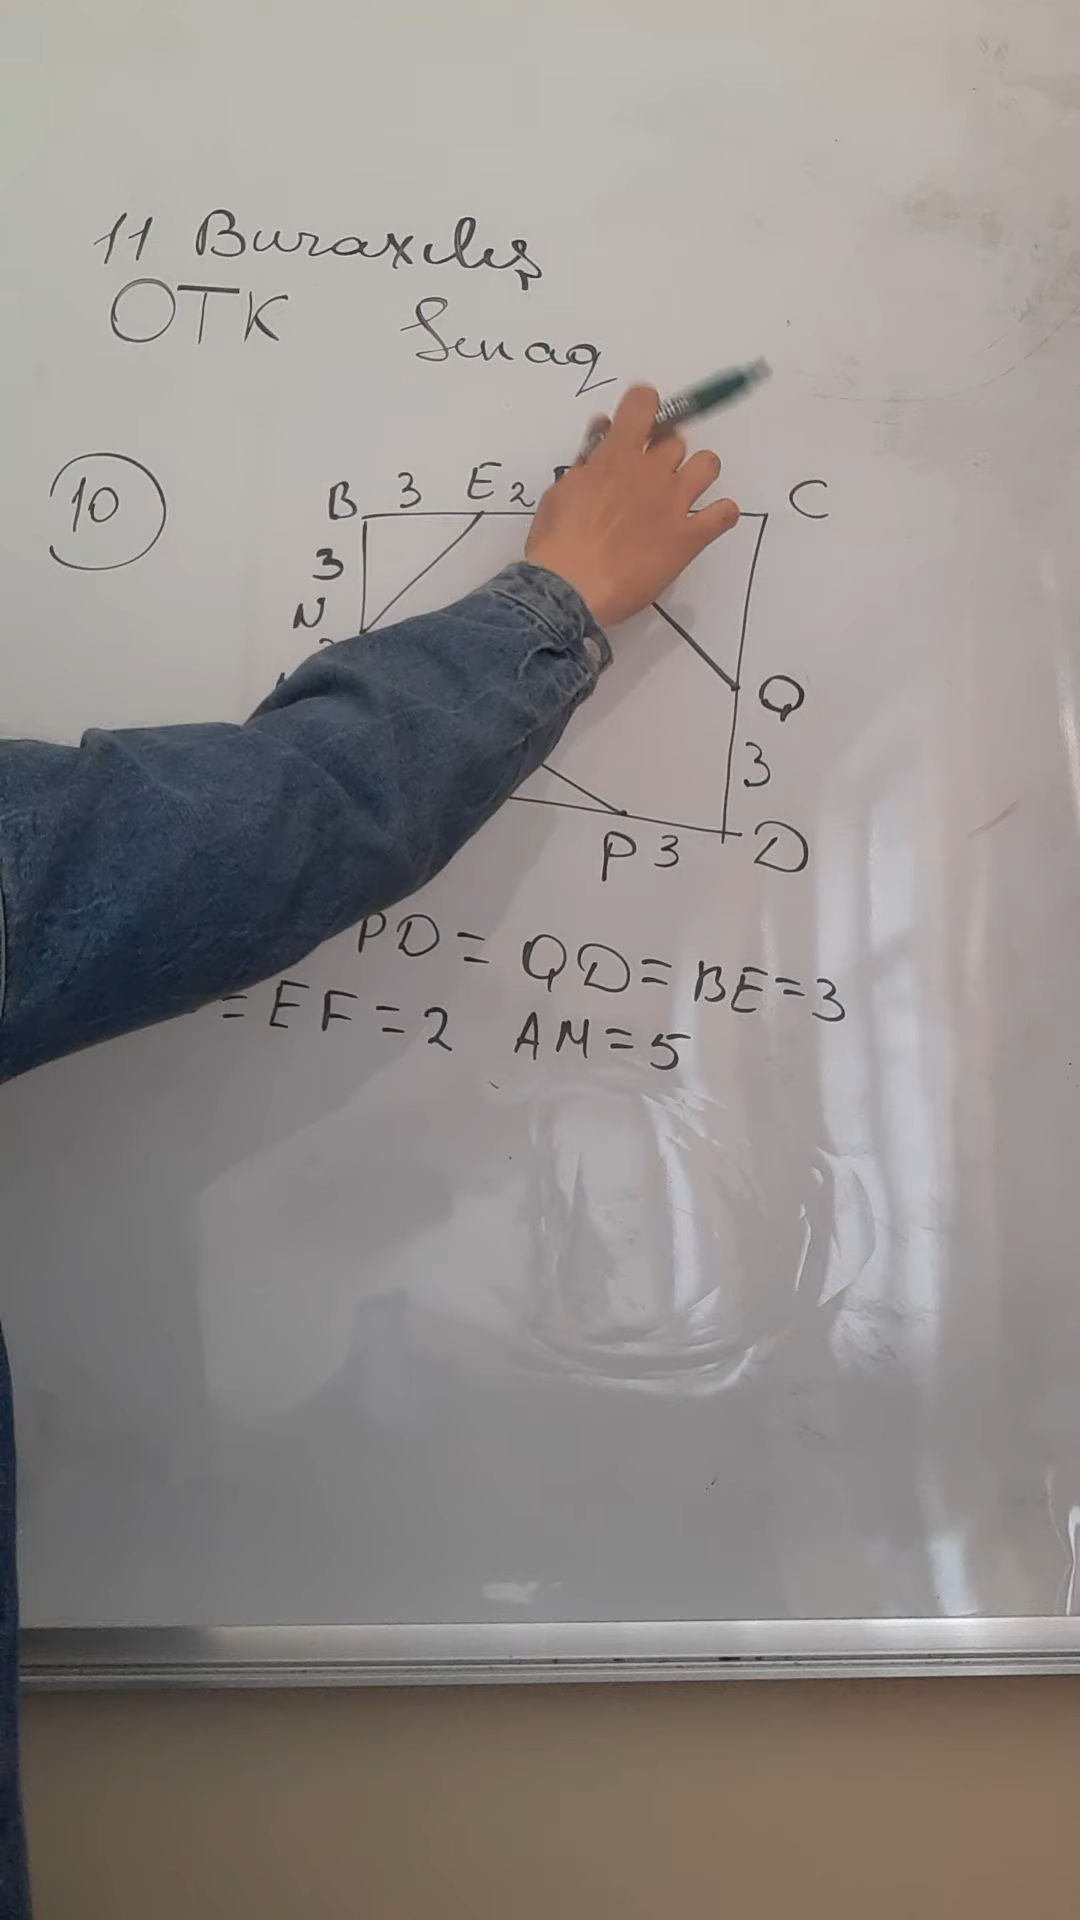 11 Buraxılış
OTK Sınaq
10
B 3 E 2 C
3
N
Q
3
P 3 D
PD = QD = BE = 3
= EF = 2 AM = 5